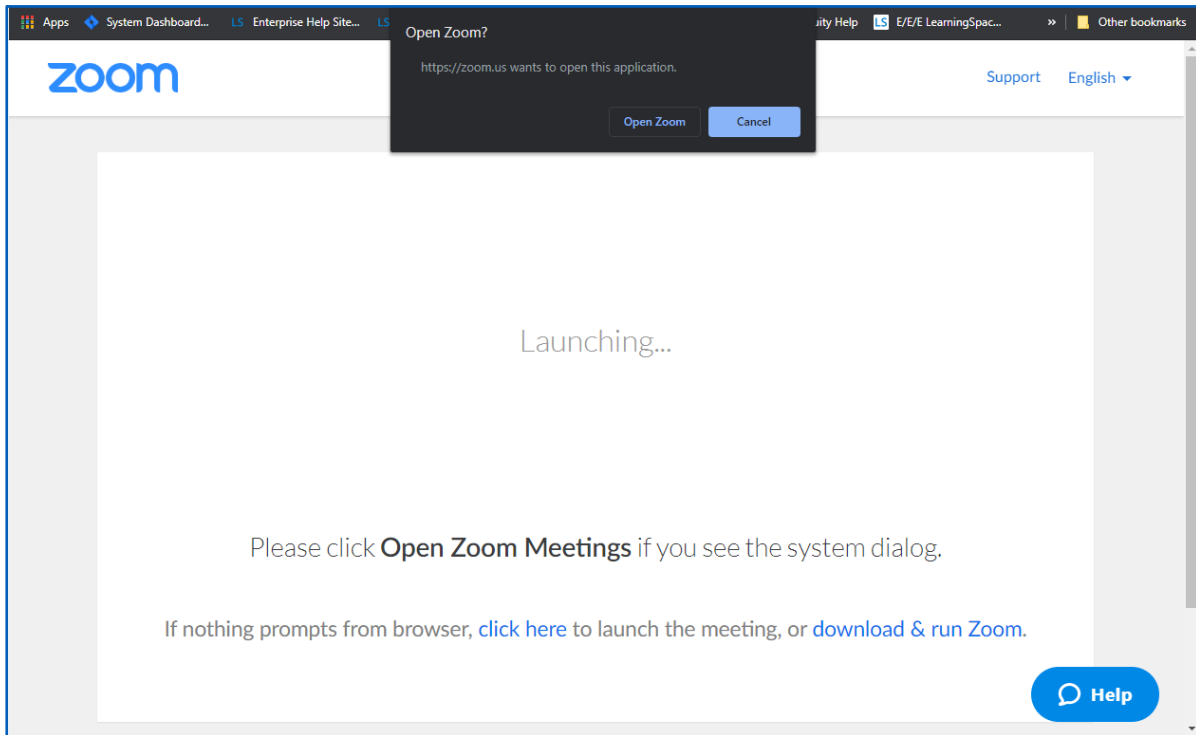 Apps System Dashboard... LS Enterprise Help Site... LS uity Help LS E/E/E LearningSpac... » Other bookmarks
Open Zoom?
https://zoom.us wants to open this application.
Open Zoom Cancel
zoom Support English
Launching...
Please click Open Zoom Meetings if you see the system dialog.
If nothing prompts from browser, click here to launch the meeting, or download & run Zoom.
Help